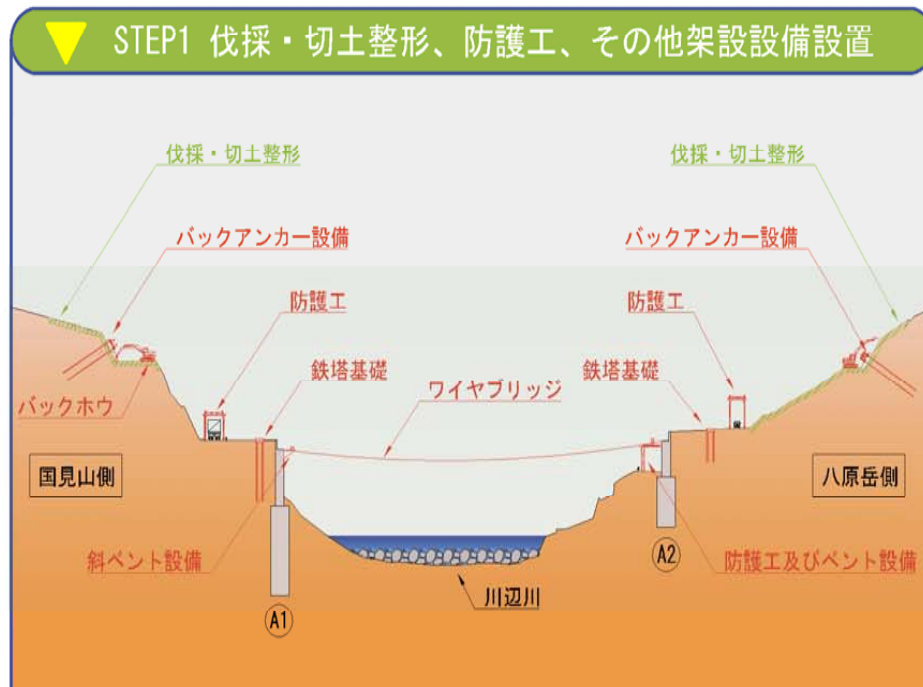 STEP1 伐採・切土整形、防護工、その他架設設備設置
伐採・切土整形
伐採・切土整形
バックアンカー設備
バックアンカー設備
防護工
防護工
鉄塔基礎
ワイヤブリッジ
鉄塔基礎
バックホウ
国見山側
八原岳側
斜ベント設備
A2
防護工及びベント設備
川辺川
A1